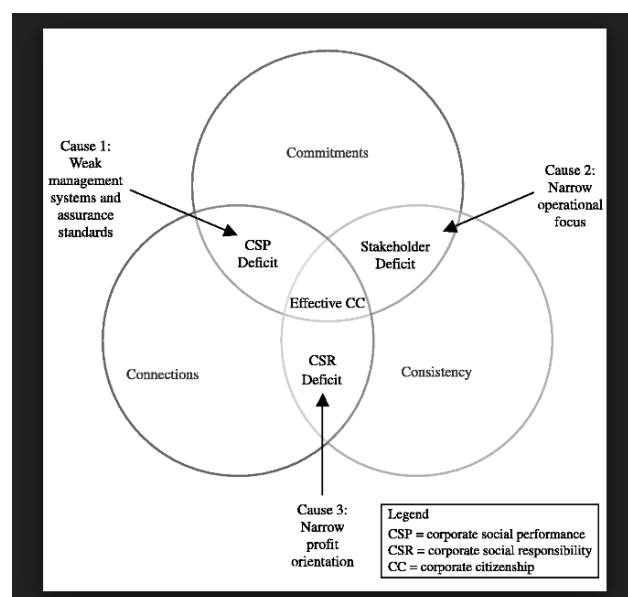 Commitments
Cause 1:
Weak
management
systems and
assurance
standards
Cause 2:
Narrow
operational
focus
CSP
Deficit
Stakeholder
Deficit
Effective CC
Connections
CSR
Deficit
Consistency
Cause 3:
Narrow
profit
orientation
Legend
CSP = corporate social performance
CSR = corporate social responsibility
CC = corporate citizenship